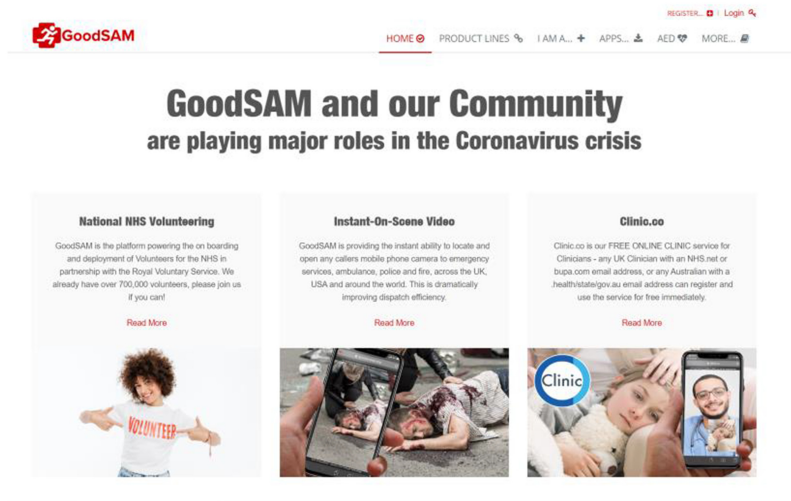 REGISTER...
Login
GoodSAM
HOME
PRODUCT LINES
I AM A...
APPS...
AED
MORE...
GoodSAM and our Community
are playing major roles in the Coronavirus crisis
National NHS Volunteering
GoodSAM is the platform powering the on boarding
and deployment of Volunteers for the NHS in
partnership with the Royal Voluntary Service. We
already have over 700,000 volunteers, please join us
if you can!
Read More
Instant-On-Scene Video
GoodSAM is providing the instant ability to locate and
open any callers mobile phone camera to emergency
services, ambulance, police and fire, across the UK,
USA and around the world. This is dramatically
improving dispatch efficiency.
Read More
Clinic.co
Clinic.co is our FREE ONLINE CLINIC service for
Clinicians - any UK Clinician with an NHS.net or
bupa.com email address, or any Australian with a
.health/state/gov.au email address can register and
use the service for free immediately.
Read More
VOLUNTEER
Clinic